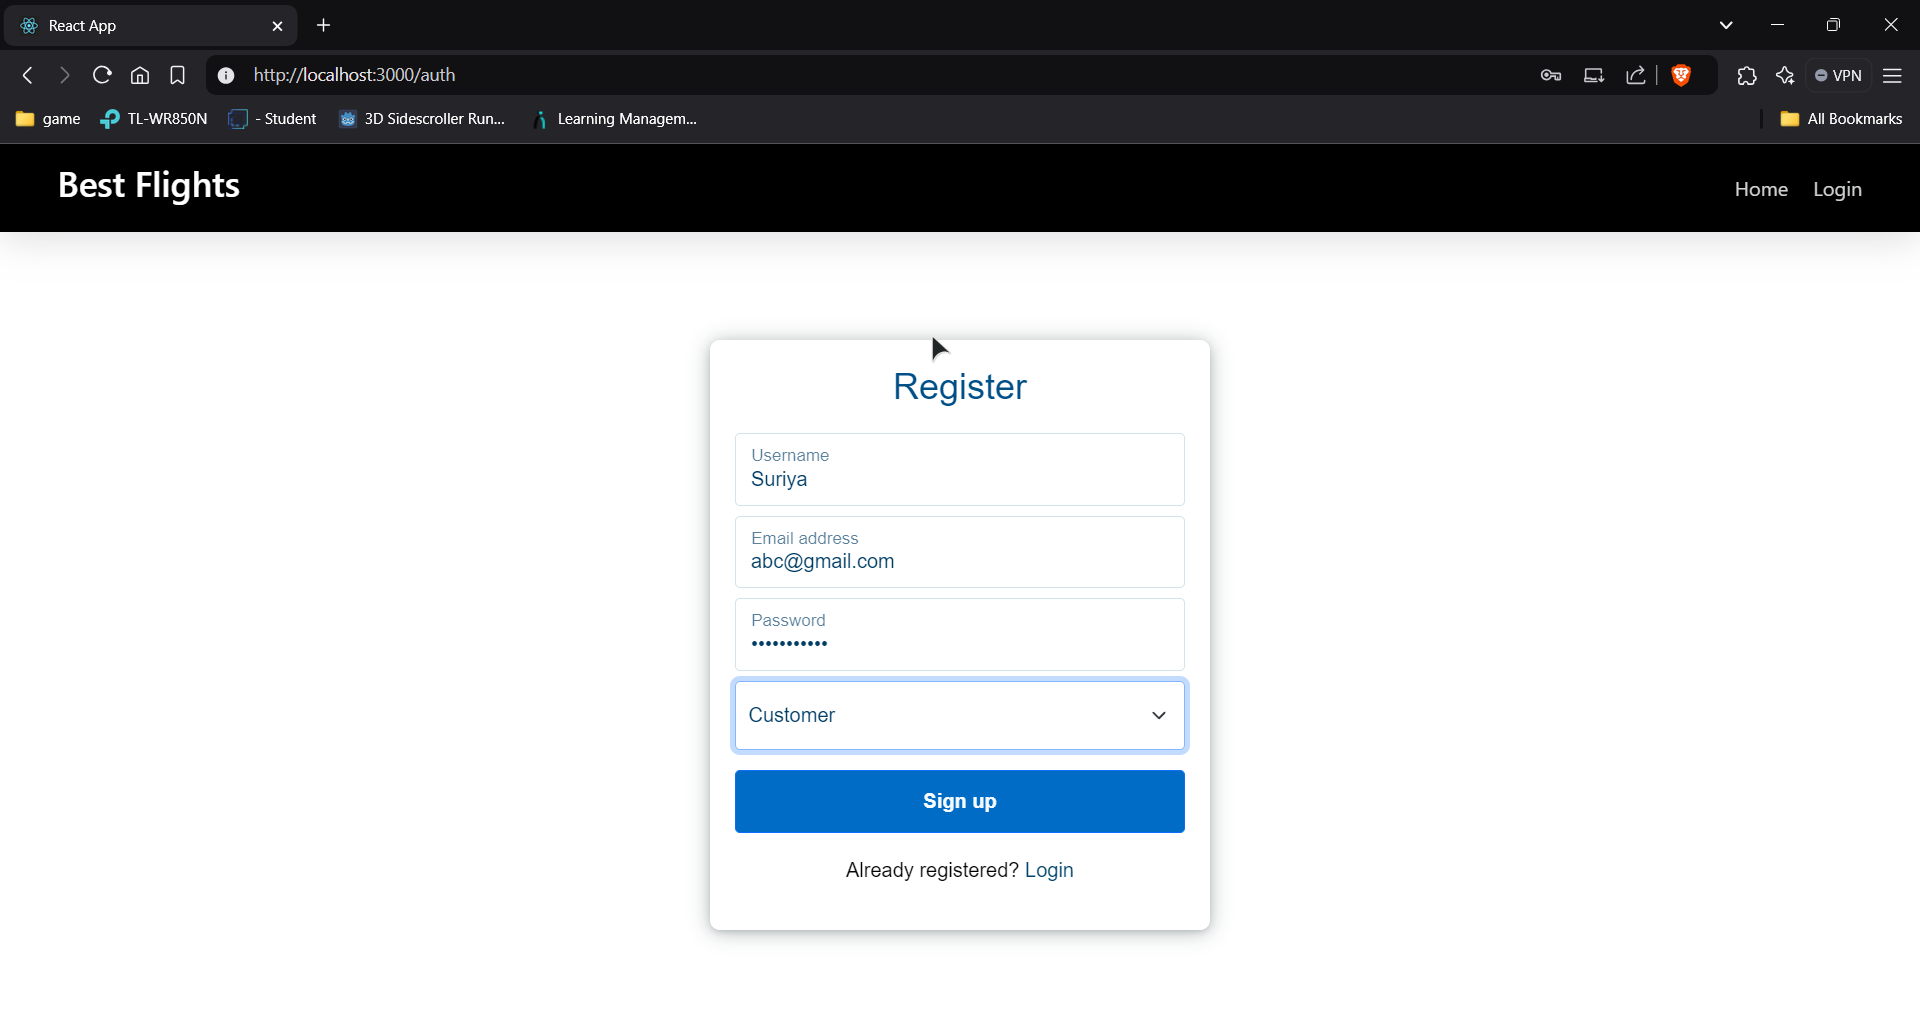 React App
http://localhost:3000/auth
VPN
game
TL-WR850N
- Student
3D Sidescroller Run...
Learning Managem...
All Bookmarks
Best Flights
Home
Login
Register
Username
Suriya
Email address
abc@gmail.com
Password
•••••••••••
Customer
Sign up
Already registered? Login